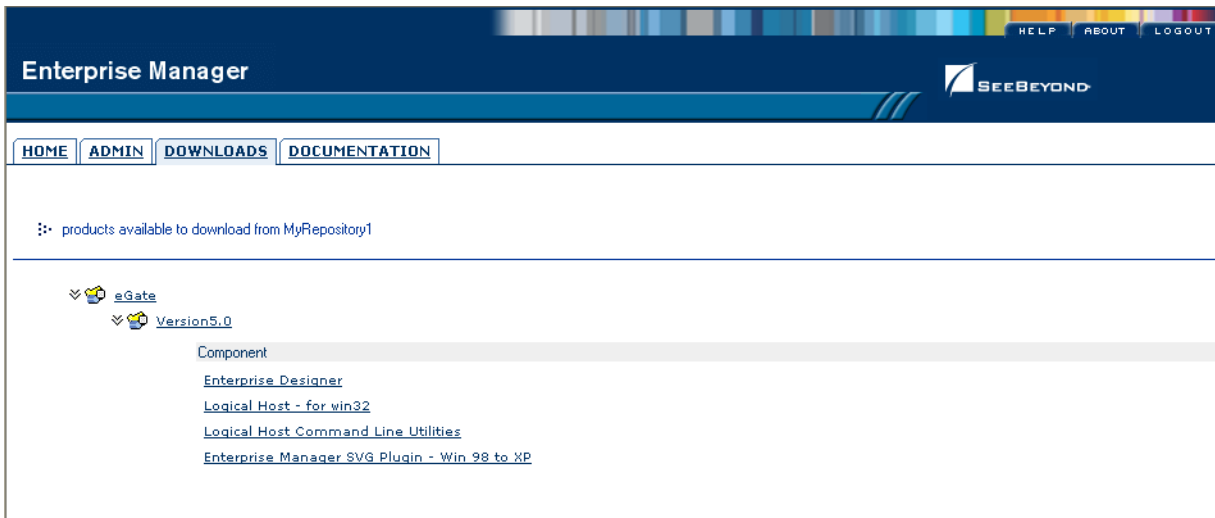 HELP ABOUT LOGOUT
Enterprise Manager
SEEBEYOND
HOME ADMIN DOWNLOADS DOCUMENTATION
products available to download from MyRepository1
eGate
Version5.0
Component
Enterprise Designer
Logical Host - for win32
Logical Host Command Line Utilities
Enterprise Manager SVG Plugin - Win 98 to XP